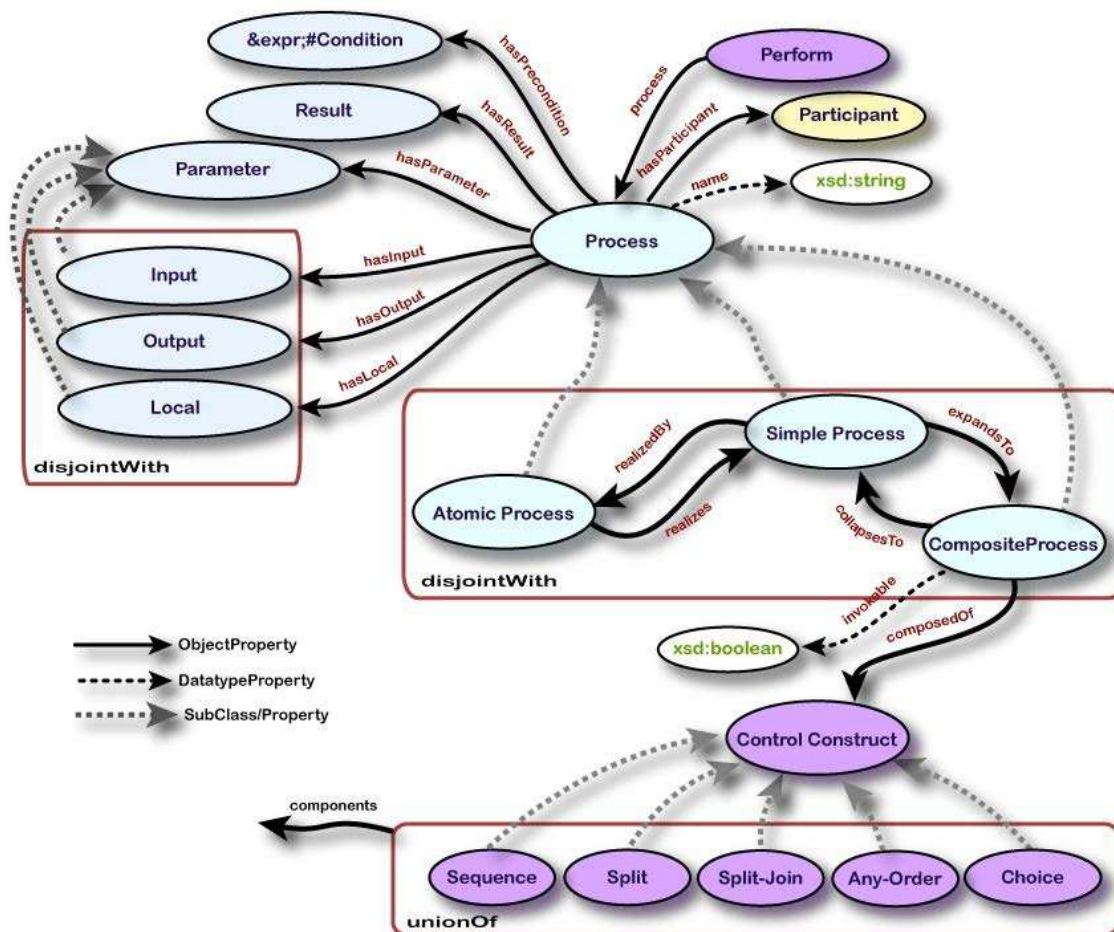 &expr;#Condition
hasPrecondition
process
Perform
Result
hasResult
hasParticipant
Participant
Parameter
hasParameter
name
xsd:string
Process
Input
hasInput
Output
hasOutput
Local
hasLocal
disjointWith
Simple Process
expandsTo
realizedBy
Atomic Process
realizes
collapsesTo
CompositeProcess
disjointWith
invokable
composedOf
xsd:boolean
ObjectProperty
DatatypeProperty
SubClass/Property
Control Construct
components
Sequence
Split
Split-Join
Any-Order
Choice
unionOf